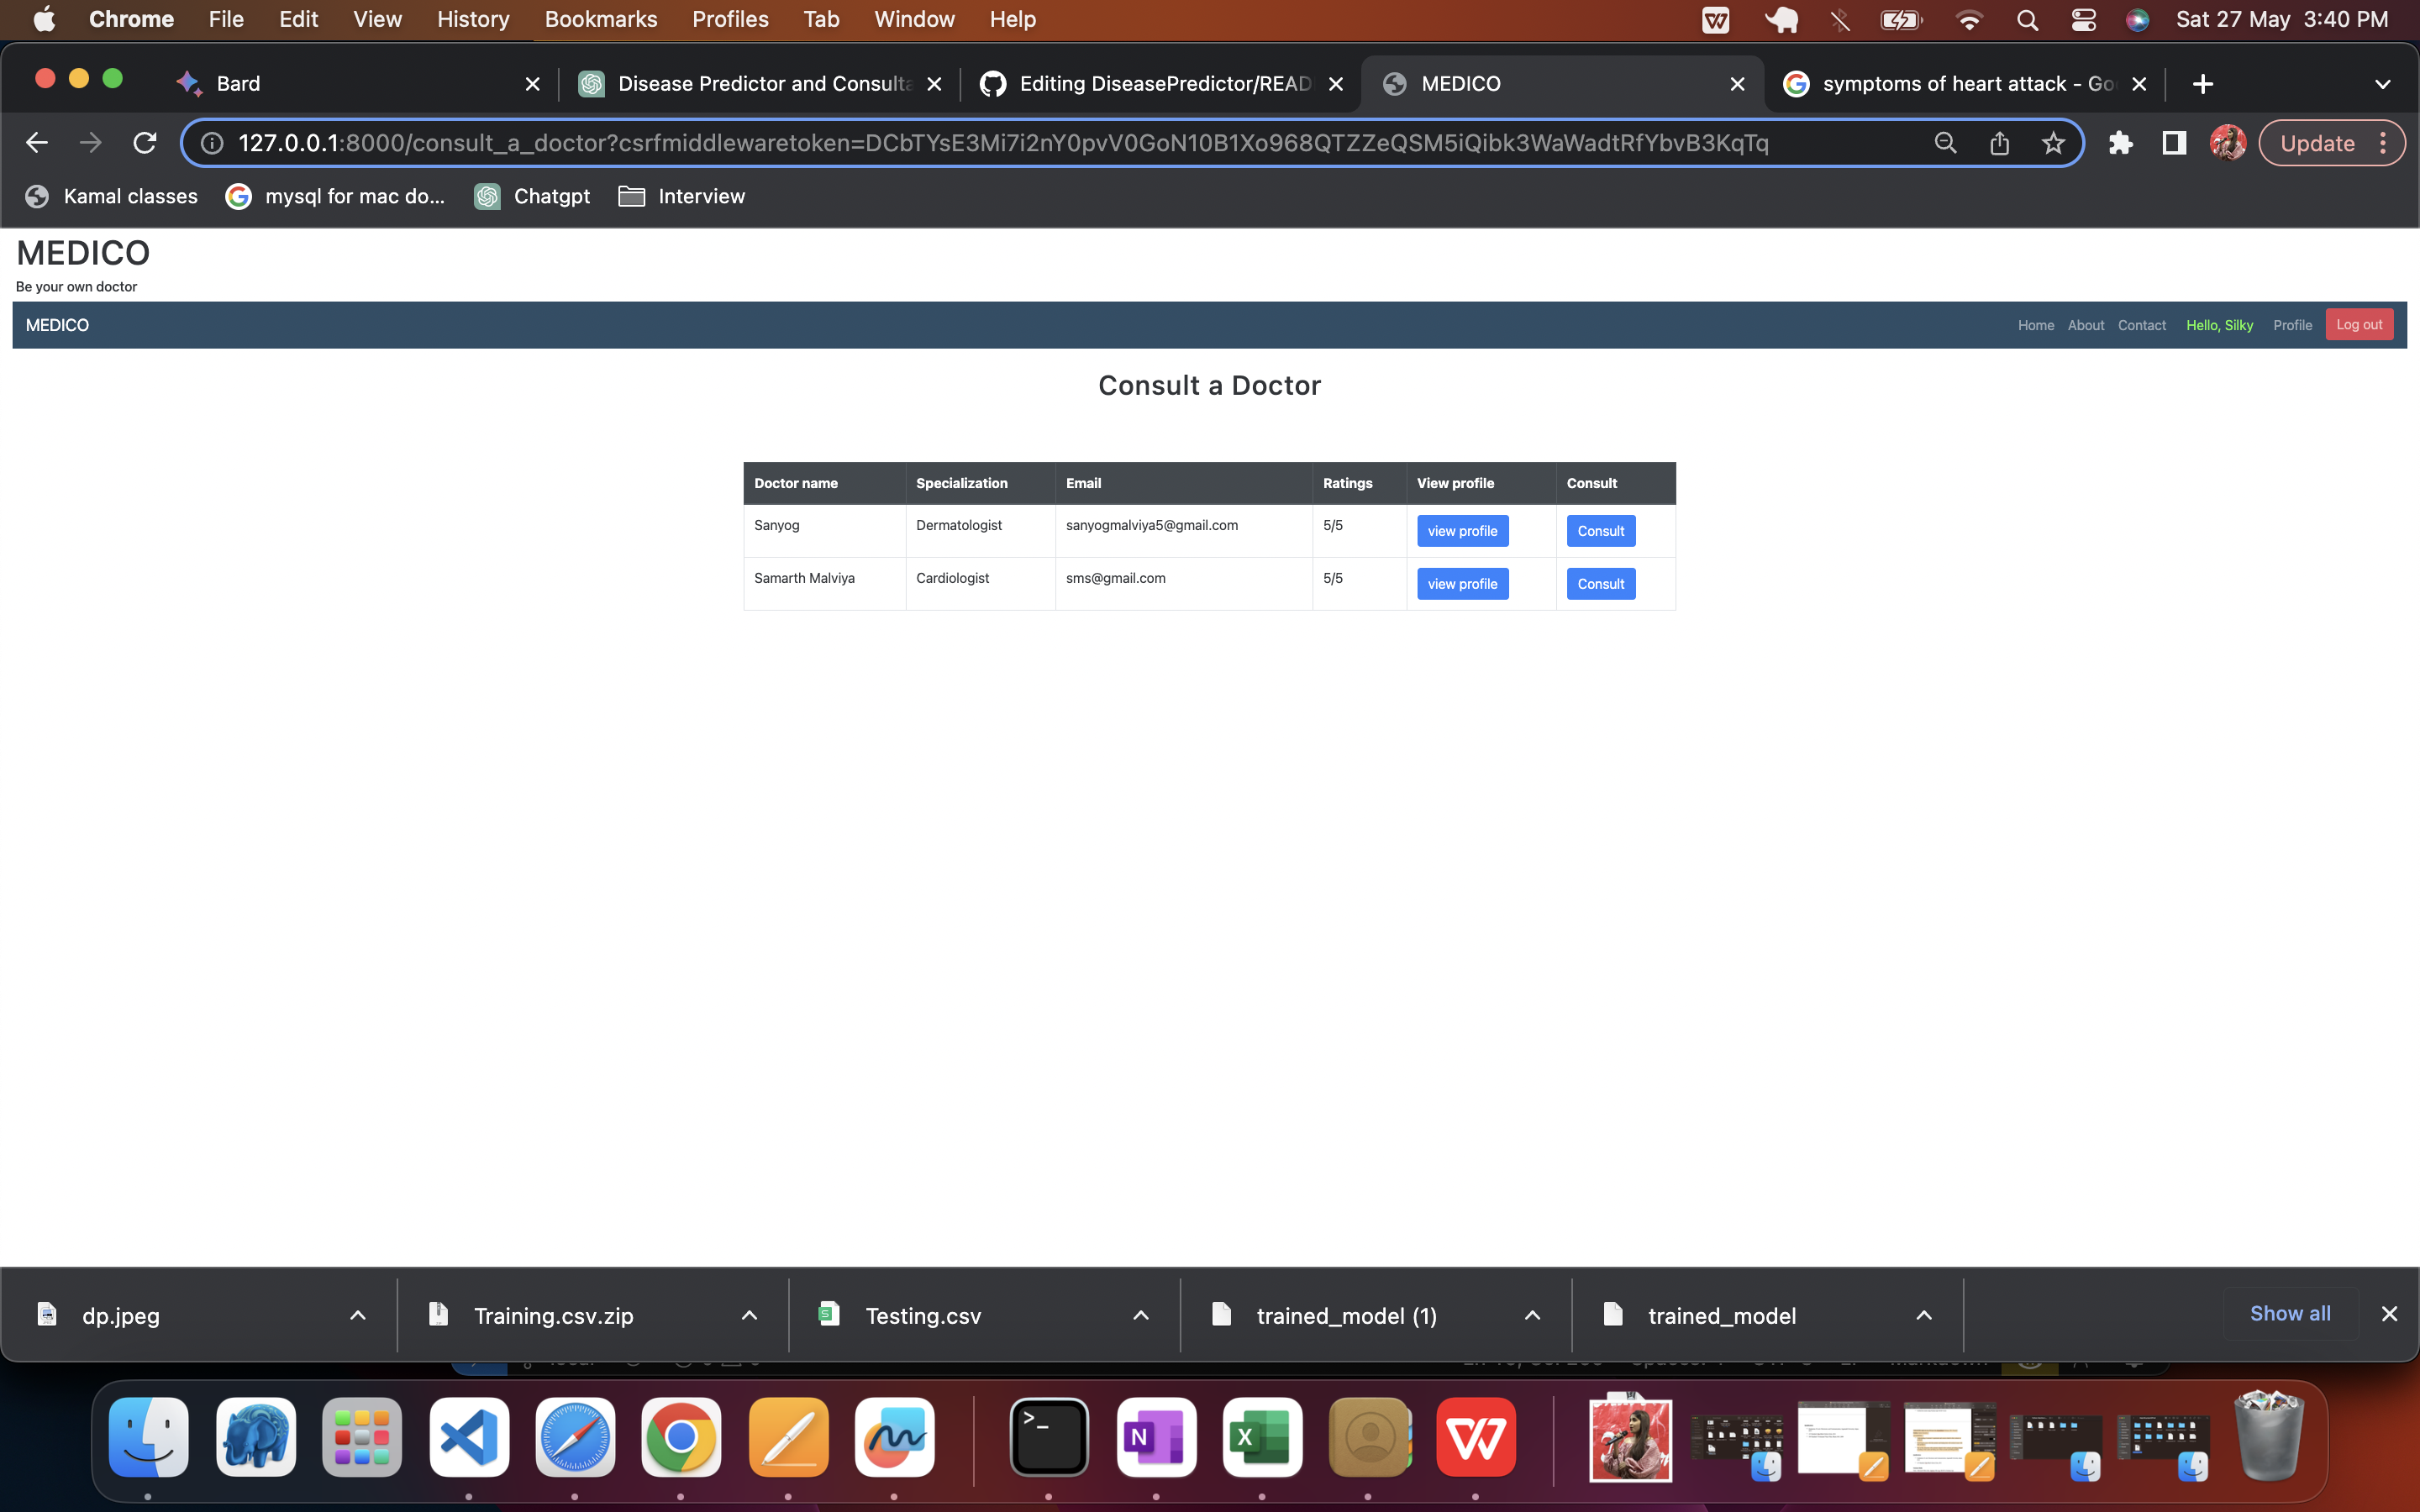 Chrome File Edit View History Bookmarks Profiles Tab Window Help Sat 27 May 3:40 PM
Bard Disease Predictor and Consulta Editing DiseasePredictor/READ MEDICO symptoms of heart attack - Go
127.0.0.1:8000/consult_a_doctor?csrfmiddlewaretoken=DCbTYsE3Mi7i2nY0pvV0GoN10B1Xo968QTZZeQSM5iQibk3WaWadtRfYbvB3KqTq Update
Kamal classes mysql for mac do... Chatgpt Interview
MEDICO
Be your own doctor
MEDICO Home About Contact Hello, Silky Profile Log out
Consult a Doctor
Doctor name Specialization Email Ratings View profile Consult
Sanyog Dermatologist sanyogmalviya5@gmail.com 5/5 view profile Consult
Samarth Malviya Cardiologist sms@gmail.com 5/5 view profile Consult
dp.jpeg Training.csv.zip Testing.csv trained_model (1) trained_model Show all